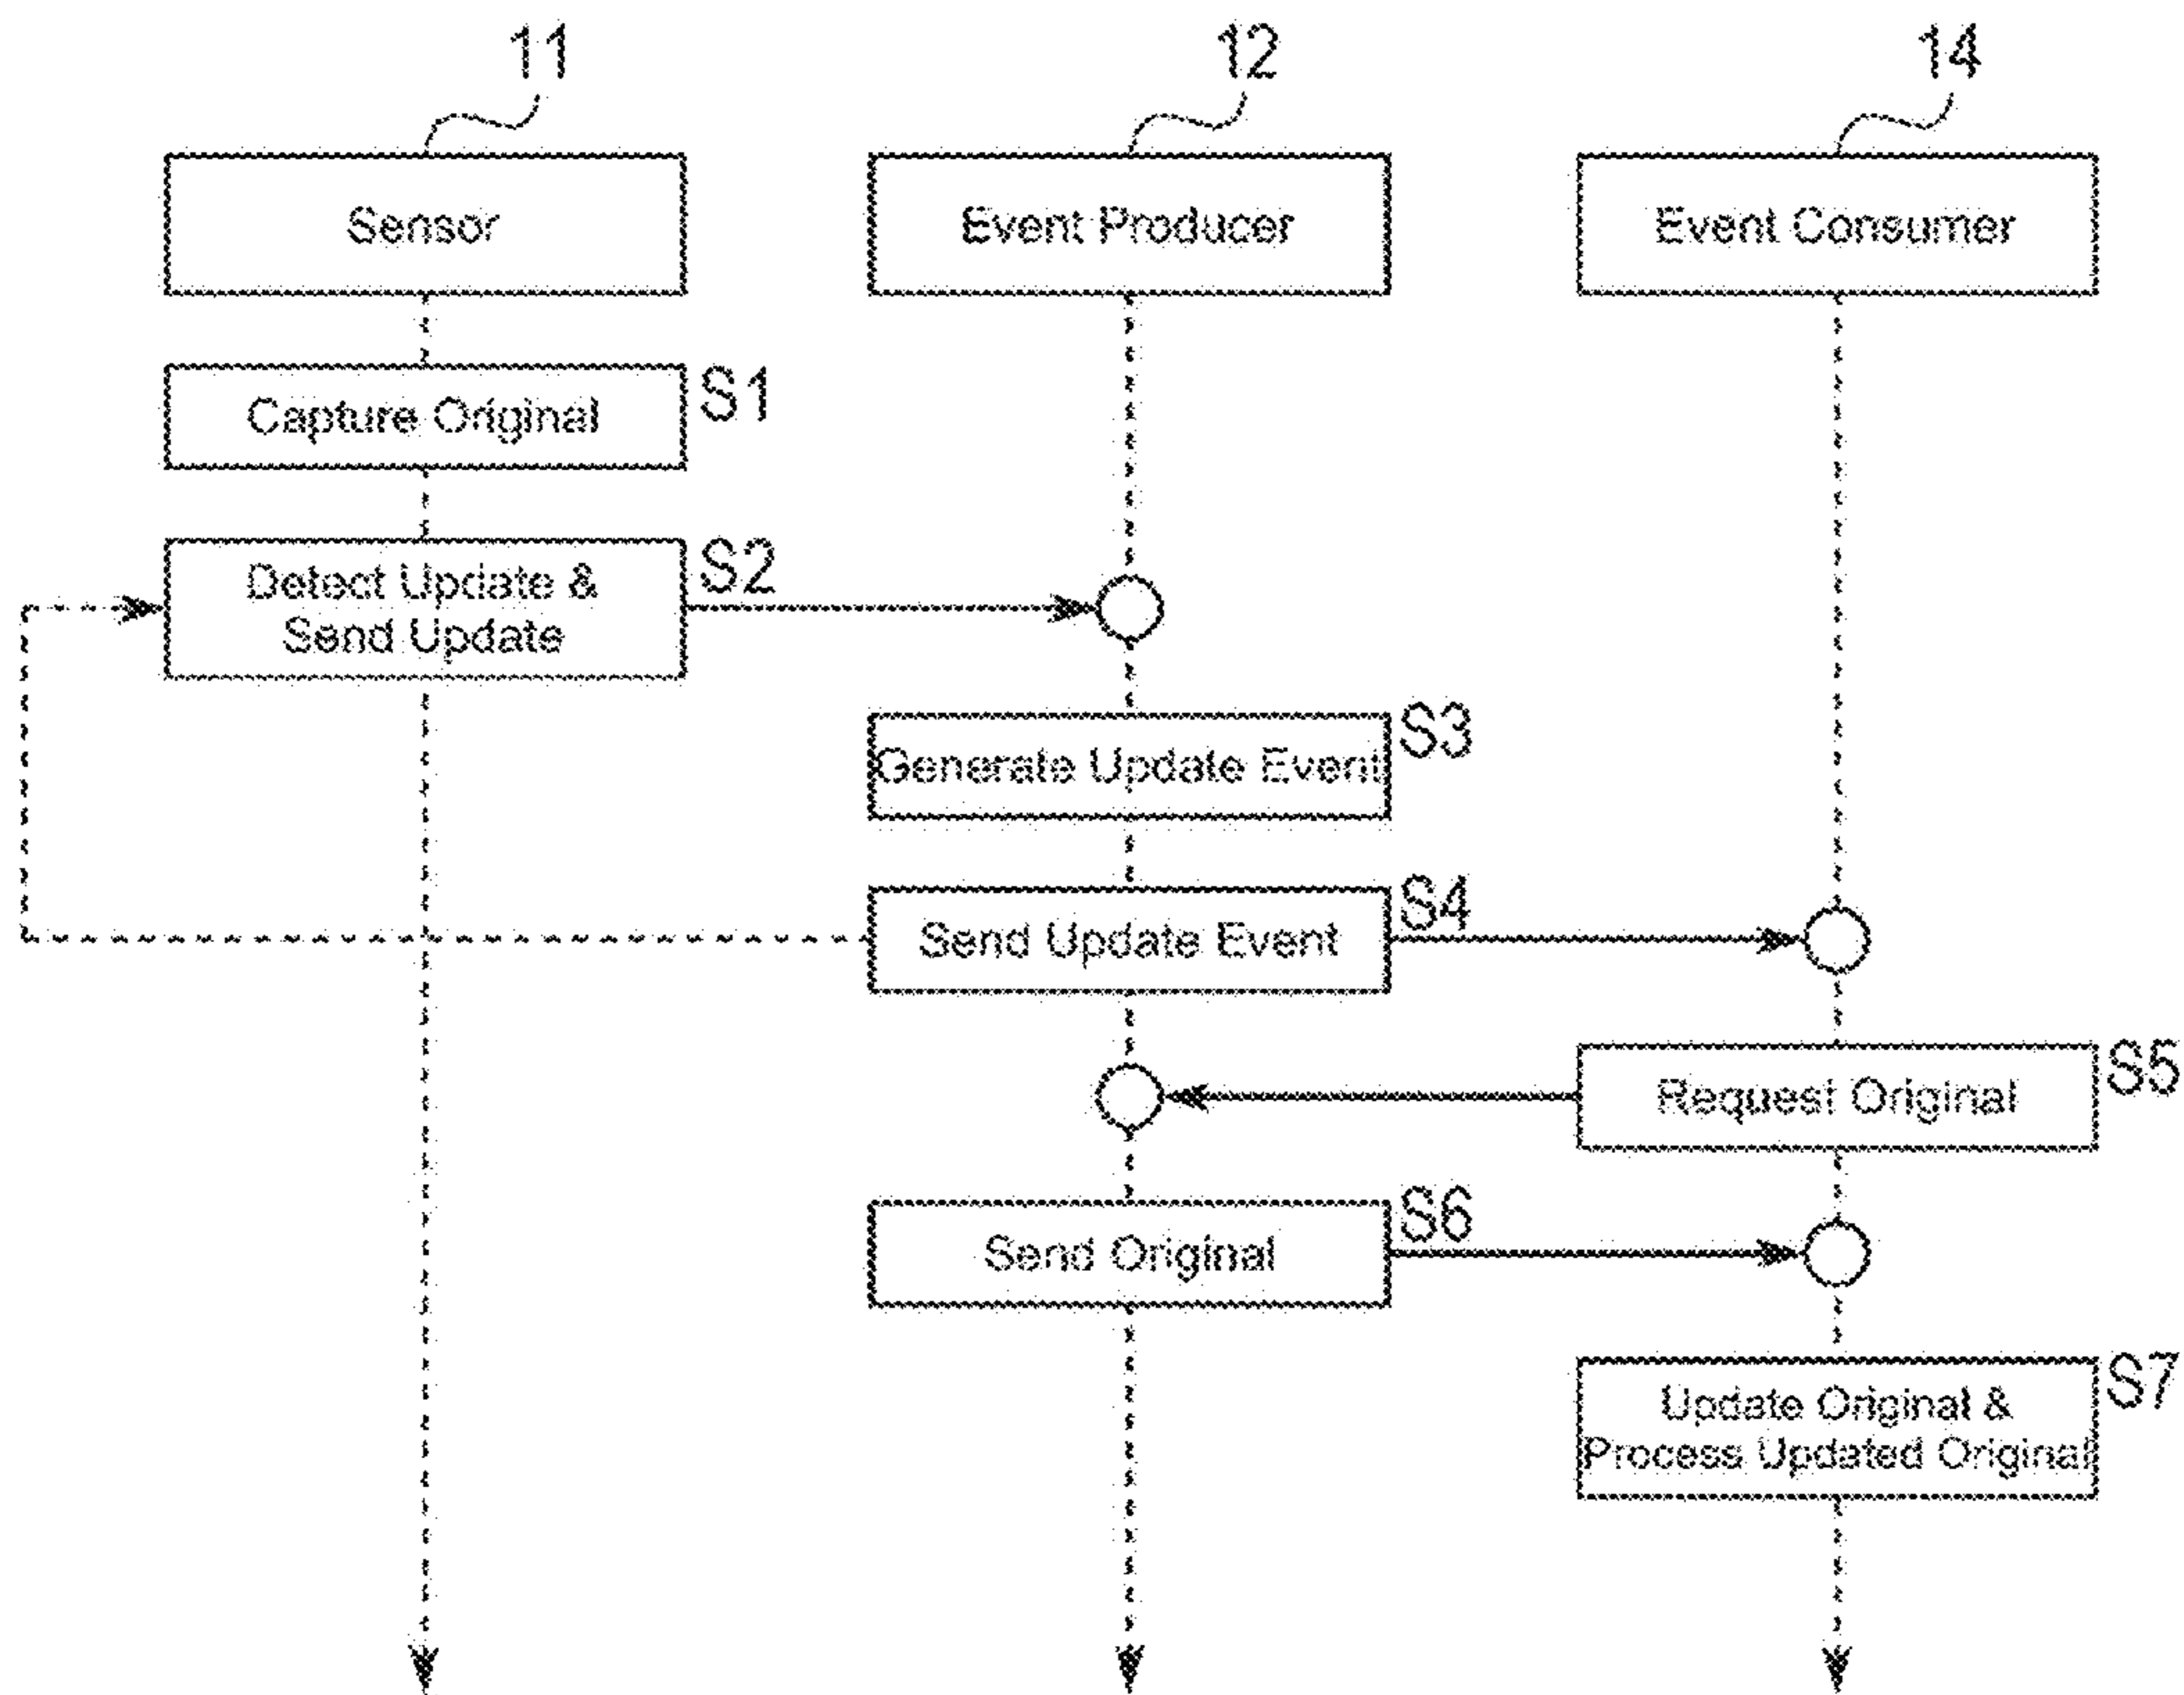 11
12
14
Sensor
Event Producer
Event Consumer
Capture Original
S1
Detect Update &
Send Update
S2
Generate Update Event
S3
Send Update Event
S4
Request Original
S5
Send Original
S6
Update Original &
Process Updated Original
S7